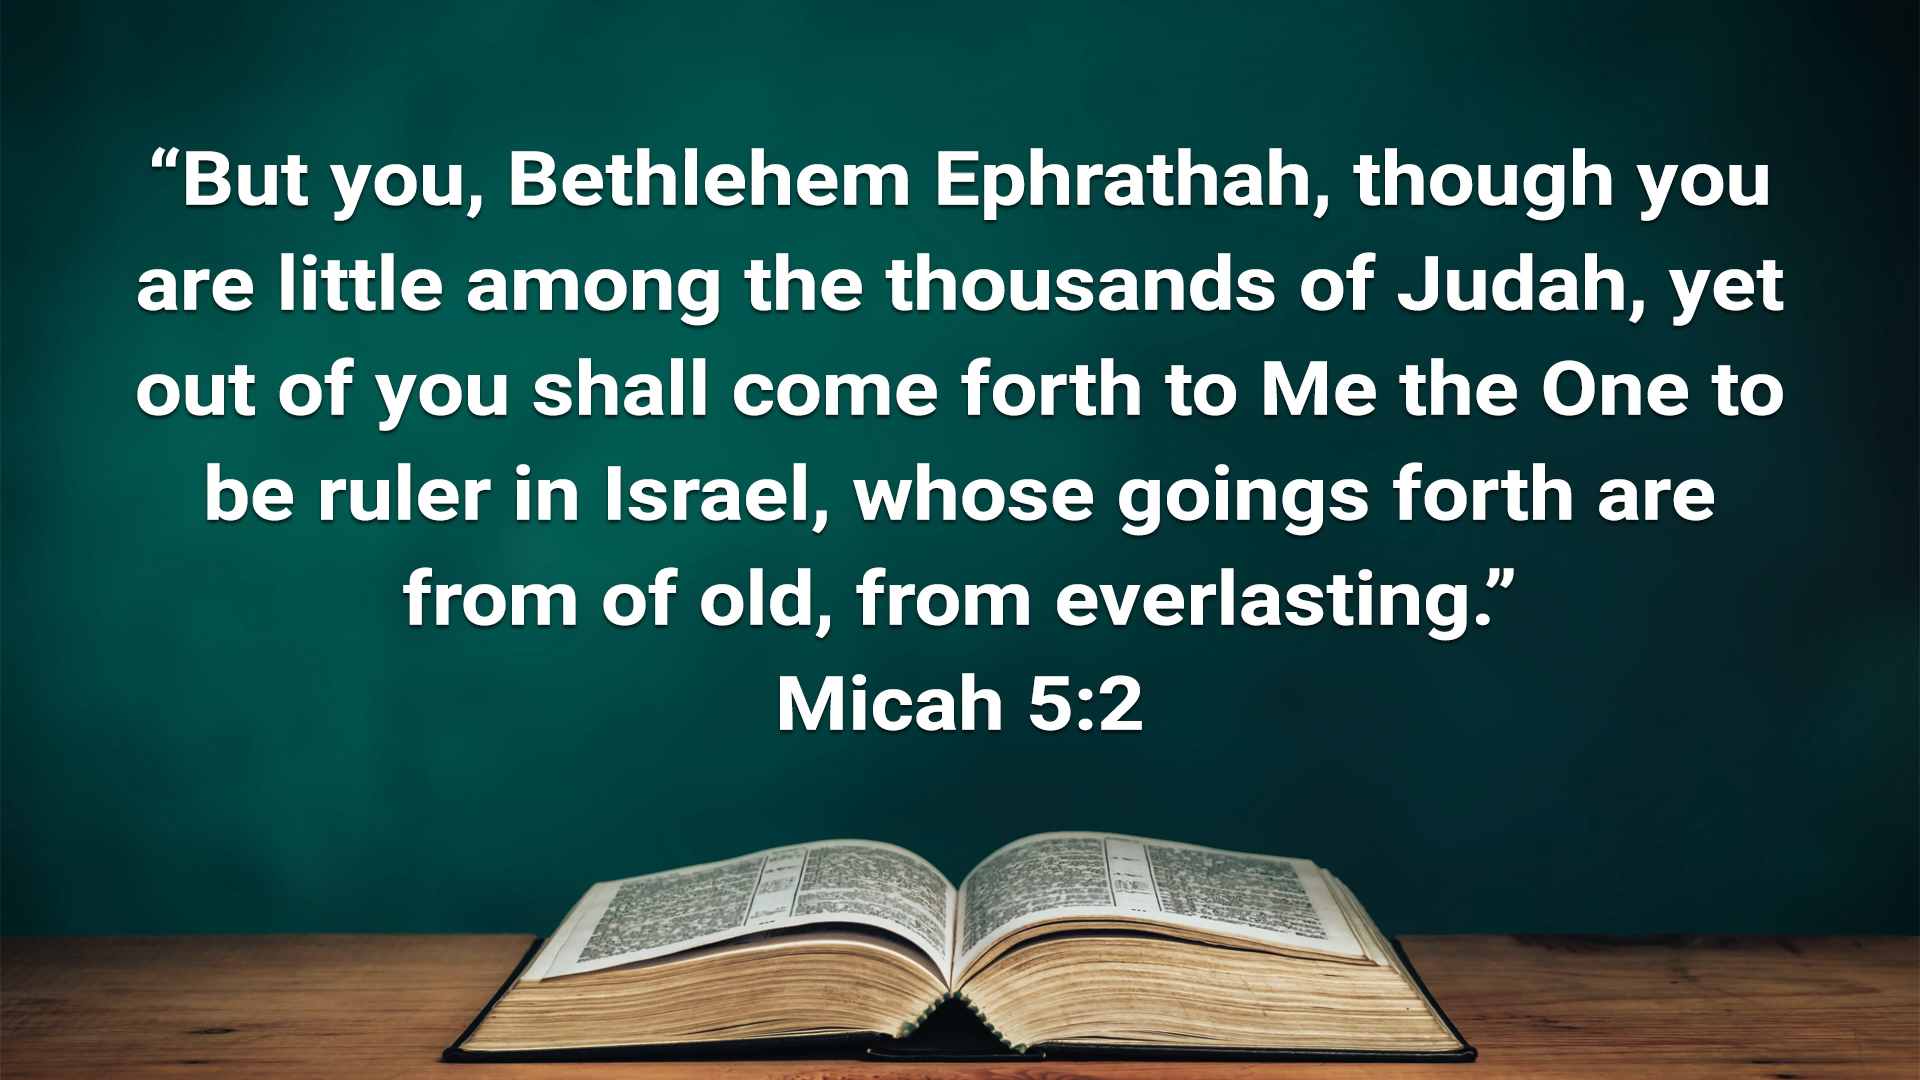 “But you, Bethlehem Ephrathah, though you
are little among the thousands of Judah, yet
out of you shall come forth to Me the One to
be ruler in Israel, whose goings forth are
from of old, from everlasting.”
Micah 5:2